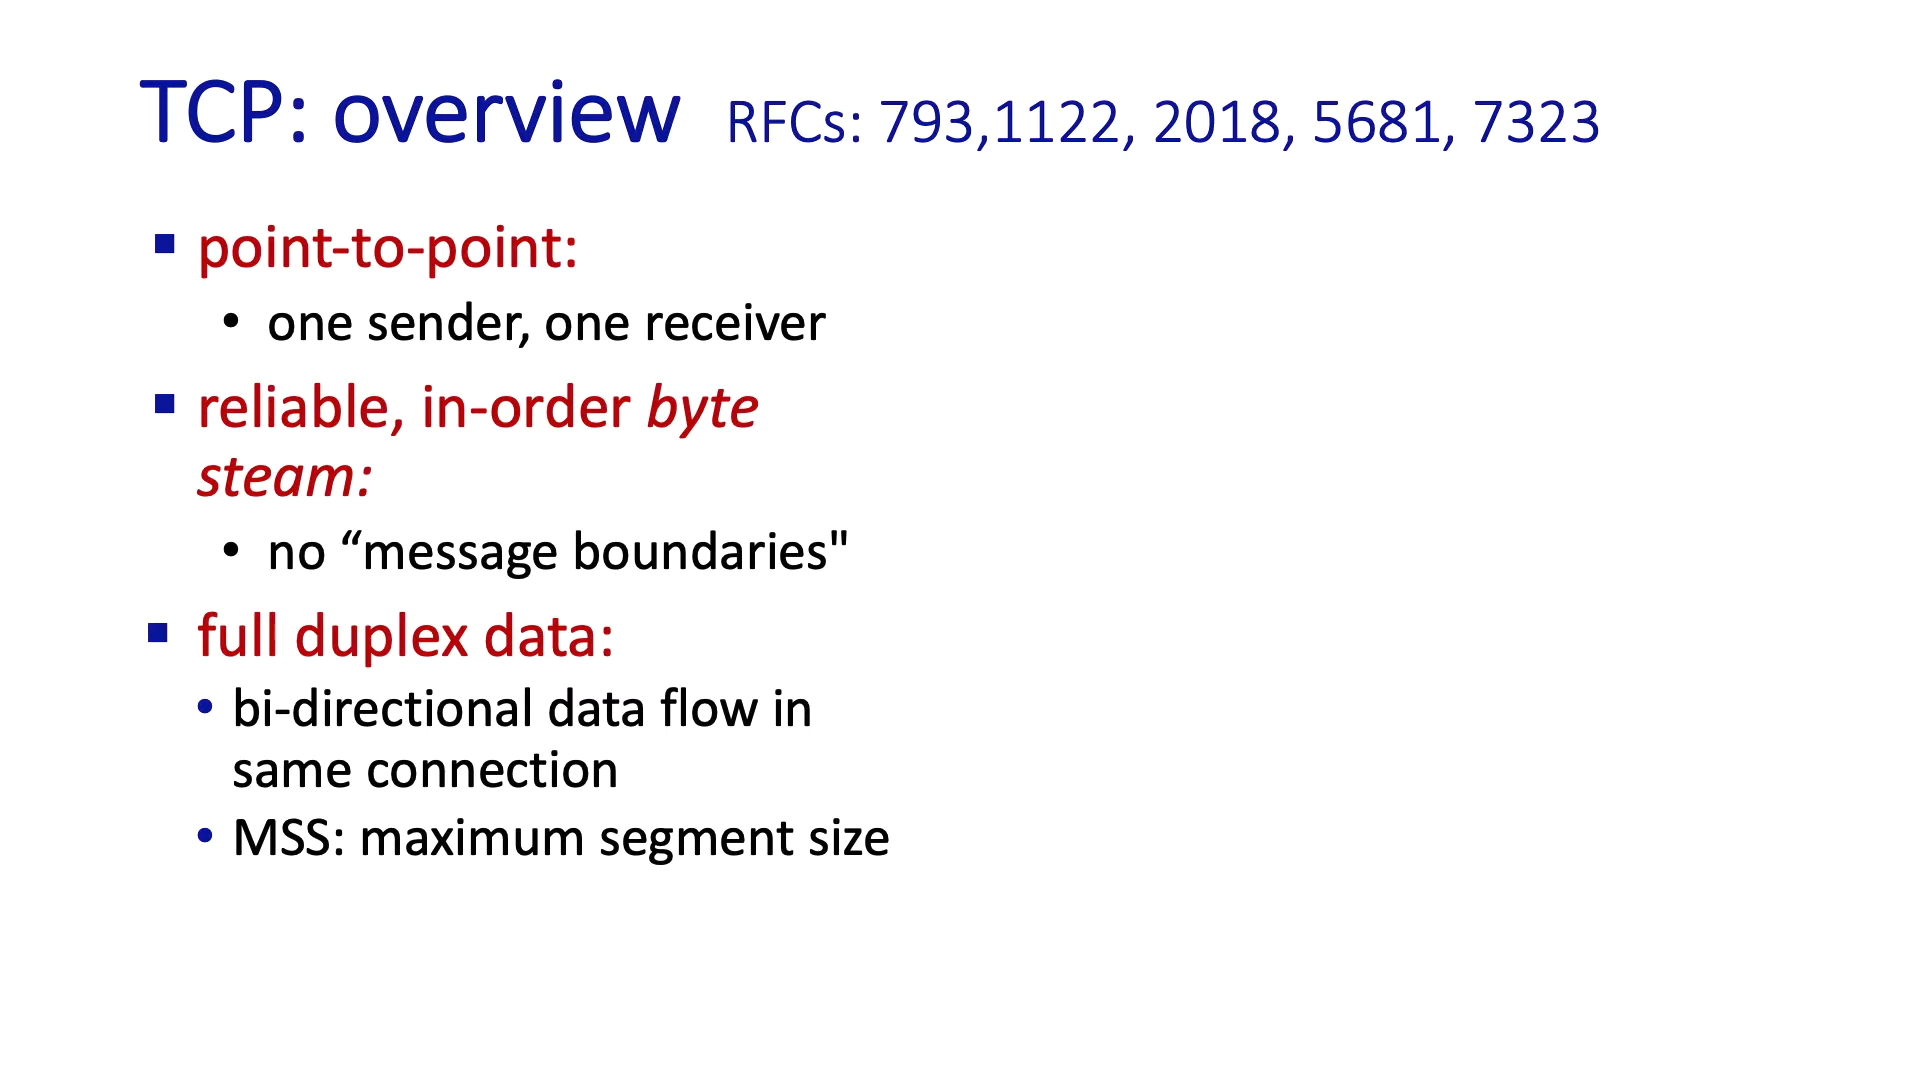 TCP: overview RFCs: 793,1122, 2018, 5681, 7323
▪ point-to-point:
• one sender, one receiver
▪ reliable, in-order byte
steam:
• no “message boundaries"
▪ full duplex data:
• bi-directional data flow in
same connection
• MSS: maximum segment size